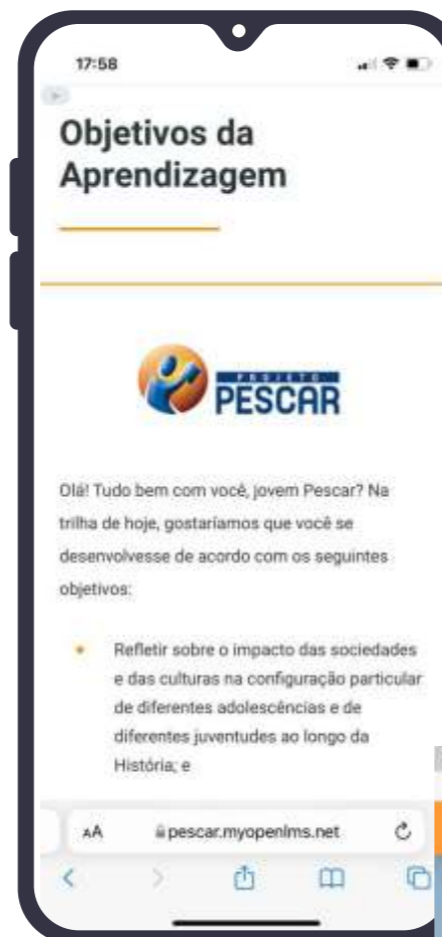 17:58
Objetivos da
Aprendizagem
PROJETO
PESCAR
Olá! Tudo bem com você, jovem Pescar? Na
trilha de hoje, gostaríamos que você se
desenvolvesse de acordo com os seguintes
objetivos:
Refletir sobre o impacto das sociedades
e das culturas na configuração particular
de diferentes adolescências e de
diferentes juventudes ao longo da
História; e
AA pescar.myopenlms.net